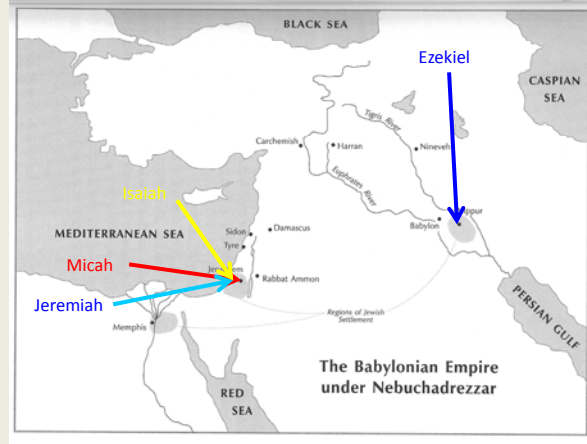 BLACK SEA
Ezekiel
CASPIAN
SEA
Tigris River
Carchemish
Harran
Nineveh
Euphrates River
Isaiah
Babylon
MEDITERRANEAN SEA
Sidon
Damascus
Tyre
Micah
Rabbat Ammon
Jeremiah
Regions of Jewish
Settlement
PERSIAN GULF
Memphis
The Babylonian Empire
under Nebuchadrezzar
RED
SEA